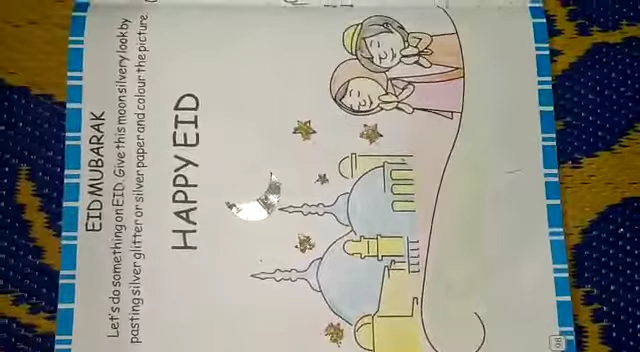 EID MUBARAK
Let's do something on EID. Give this moon silvery look by
pasting silver glitter or silver paper and colour the picture.
HAPPY EID